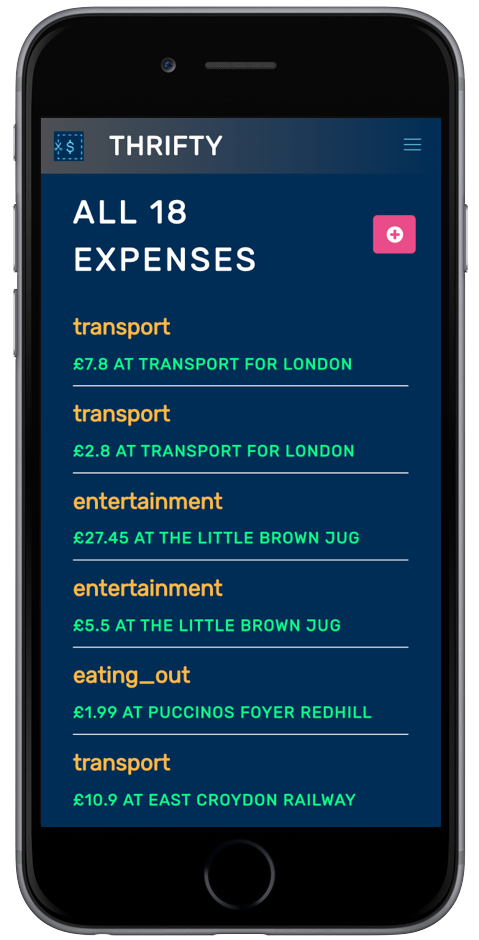 THRIFTY
ALL 18
EXPENSES
transport
£7.8 AT TRANSPORT FOR LONDON
transport
£2.8 AT TRANSPORT FOR LONDON
entertainment
£27.45 AT THE LITTLE BROWN JUG
entertainment
£5.5 AT THE LITTLE BROWN JUG
eating_out
£1.99 AT PUCCINOS FOYER REDHILL
transport
£10.9 AT EAST CROYDON RAILWAY